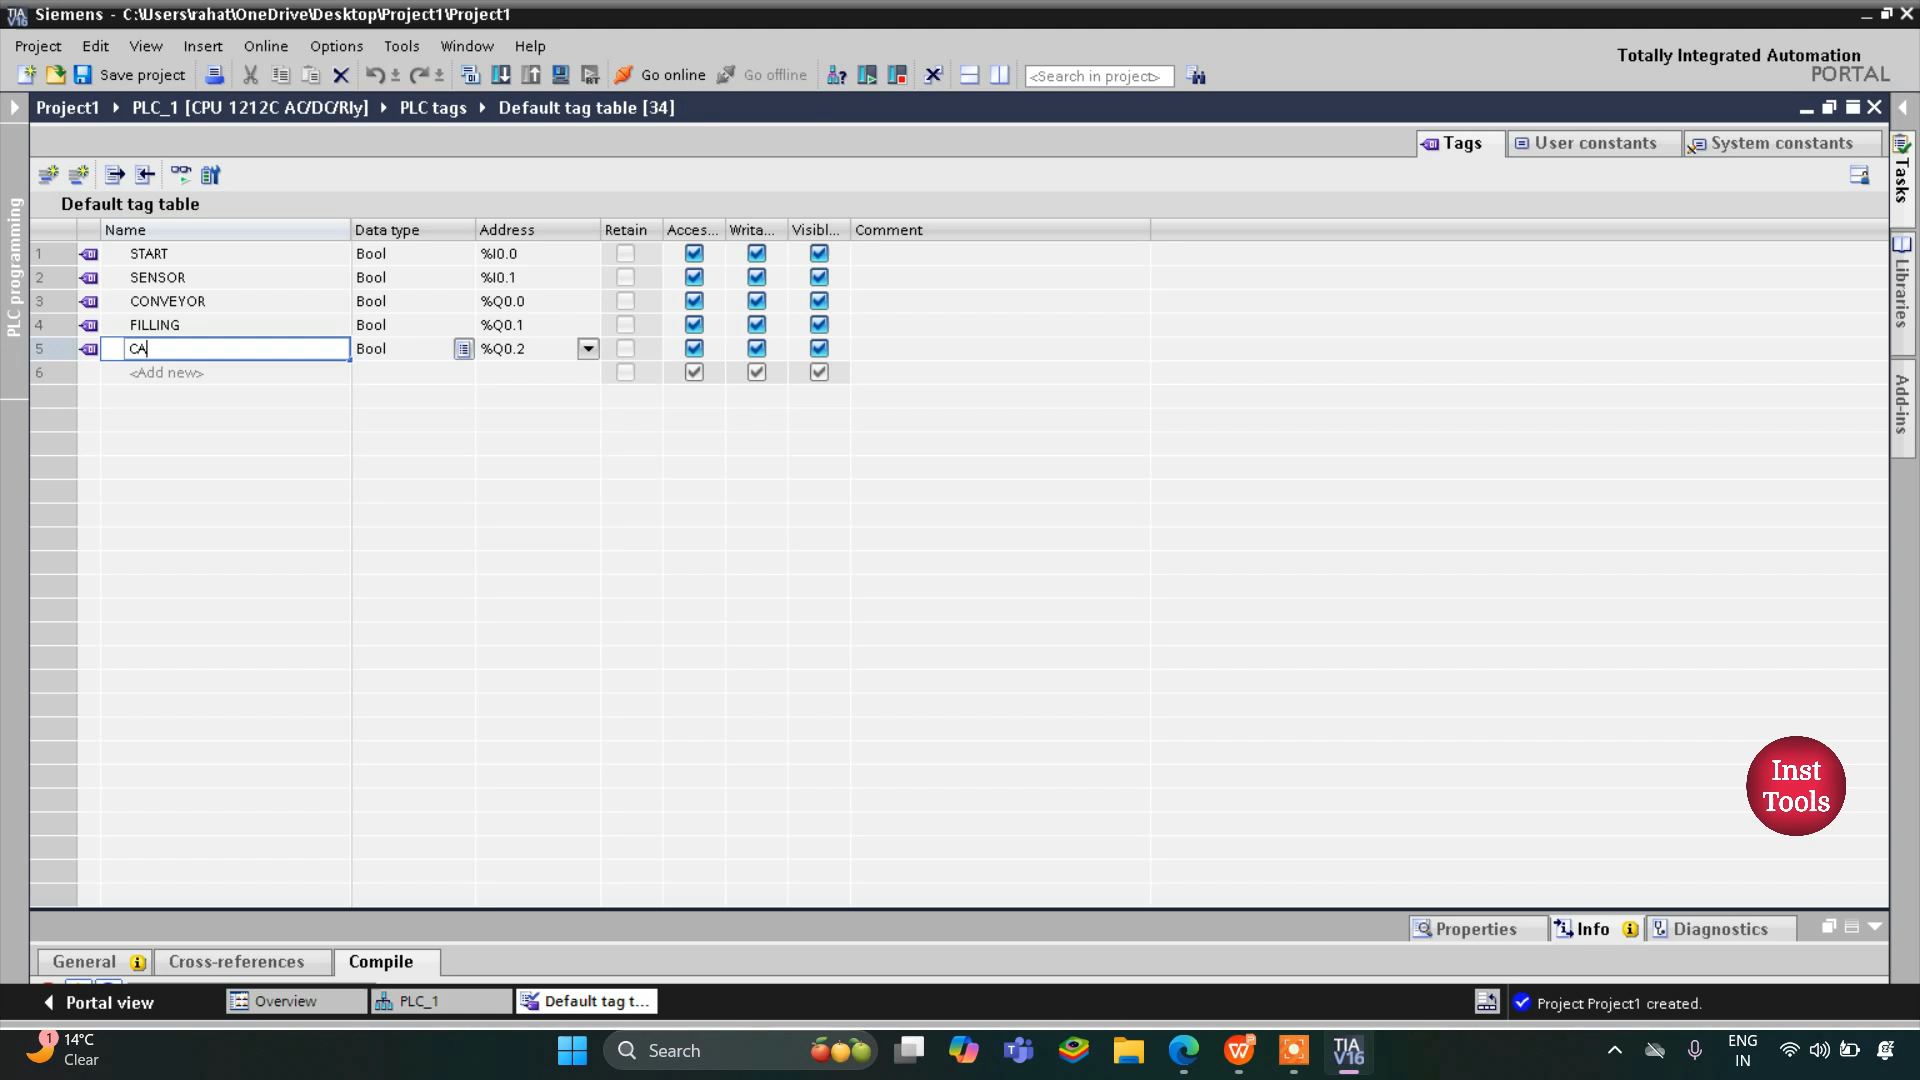 Siemens - C:\Users\rahat\OneDrive\Desktop\Project1\Project1
Project Edit View Insert Online Options Tools Window Help
Totally Integrated Automation
PORTAL
Save project Go online Go offline <Search in project>
Project1 PLC_1 [CPU 1212C AC/DC/Rly] PLC tags Default tag table [34]
Tags User constants System constants
Default tag table
Name Data type Address Retain Acces... Writa... Visibl... Comment
1 START Bool %I0.0
2 SENSOR Bool %I0.1
3 CONVEYOR Bool %Q0.0
4 FILLING Bool %Q0.1
5 CA Bool %Q0.2
6 <Add new>
PLC programming
Tasks
Libraries
Add-ins
Inst
Tools
Properties Info Diagnostics
General Cross-references Compile
Portal view Overview PLC_1 Default tag t... Project Project1 created.
1 14°C
Clear
Search
TIA
V16
ENG
IN